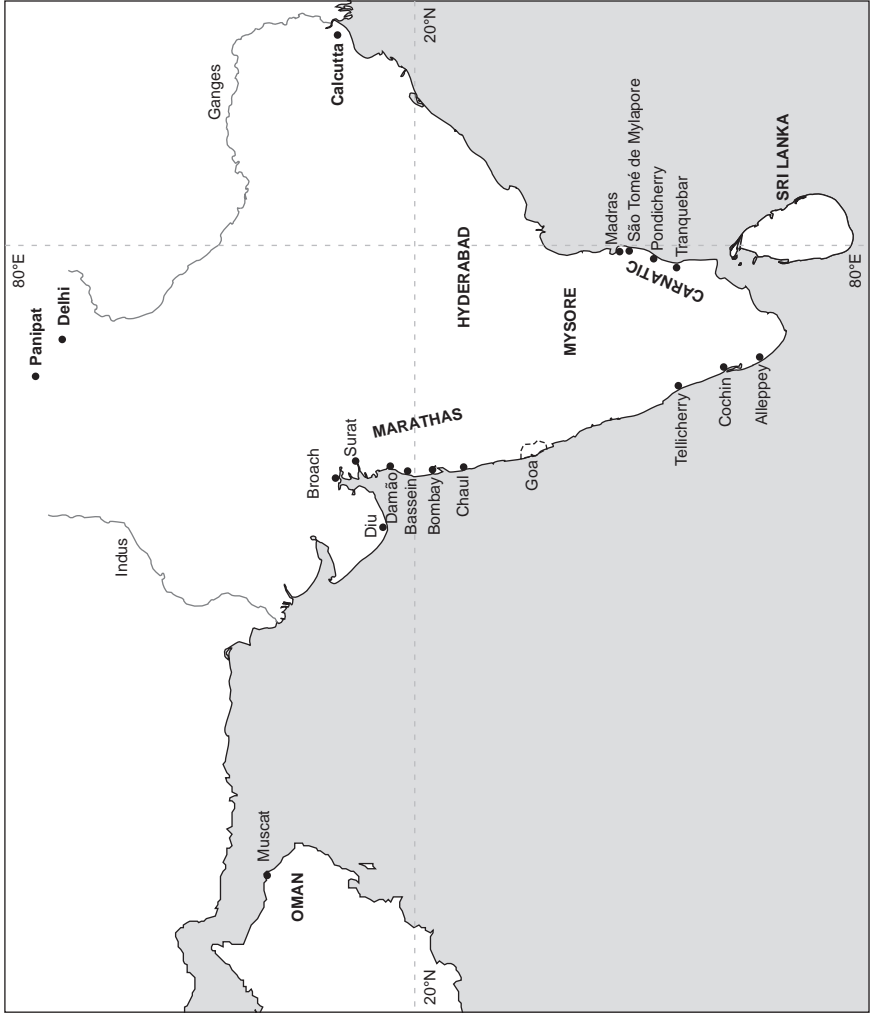 80°E
Panipat
Delhi
Ganges
Calcutta
20°N
Indus
Broach
Surat
MARATHAS
Diu
Damão
Bassein
Bombay
Chaul
Goa
HYDERABAD
MYSORE
CARNATIC
Madras
São Tomé de Mylapore
Pondicherry
Tranquebar
SRI LANKA
Tellicherry
Cochin
Alleppey
Muscat
OMAN
20°N
80°E